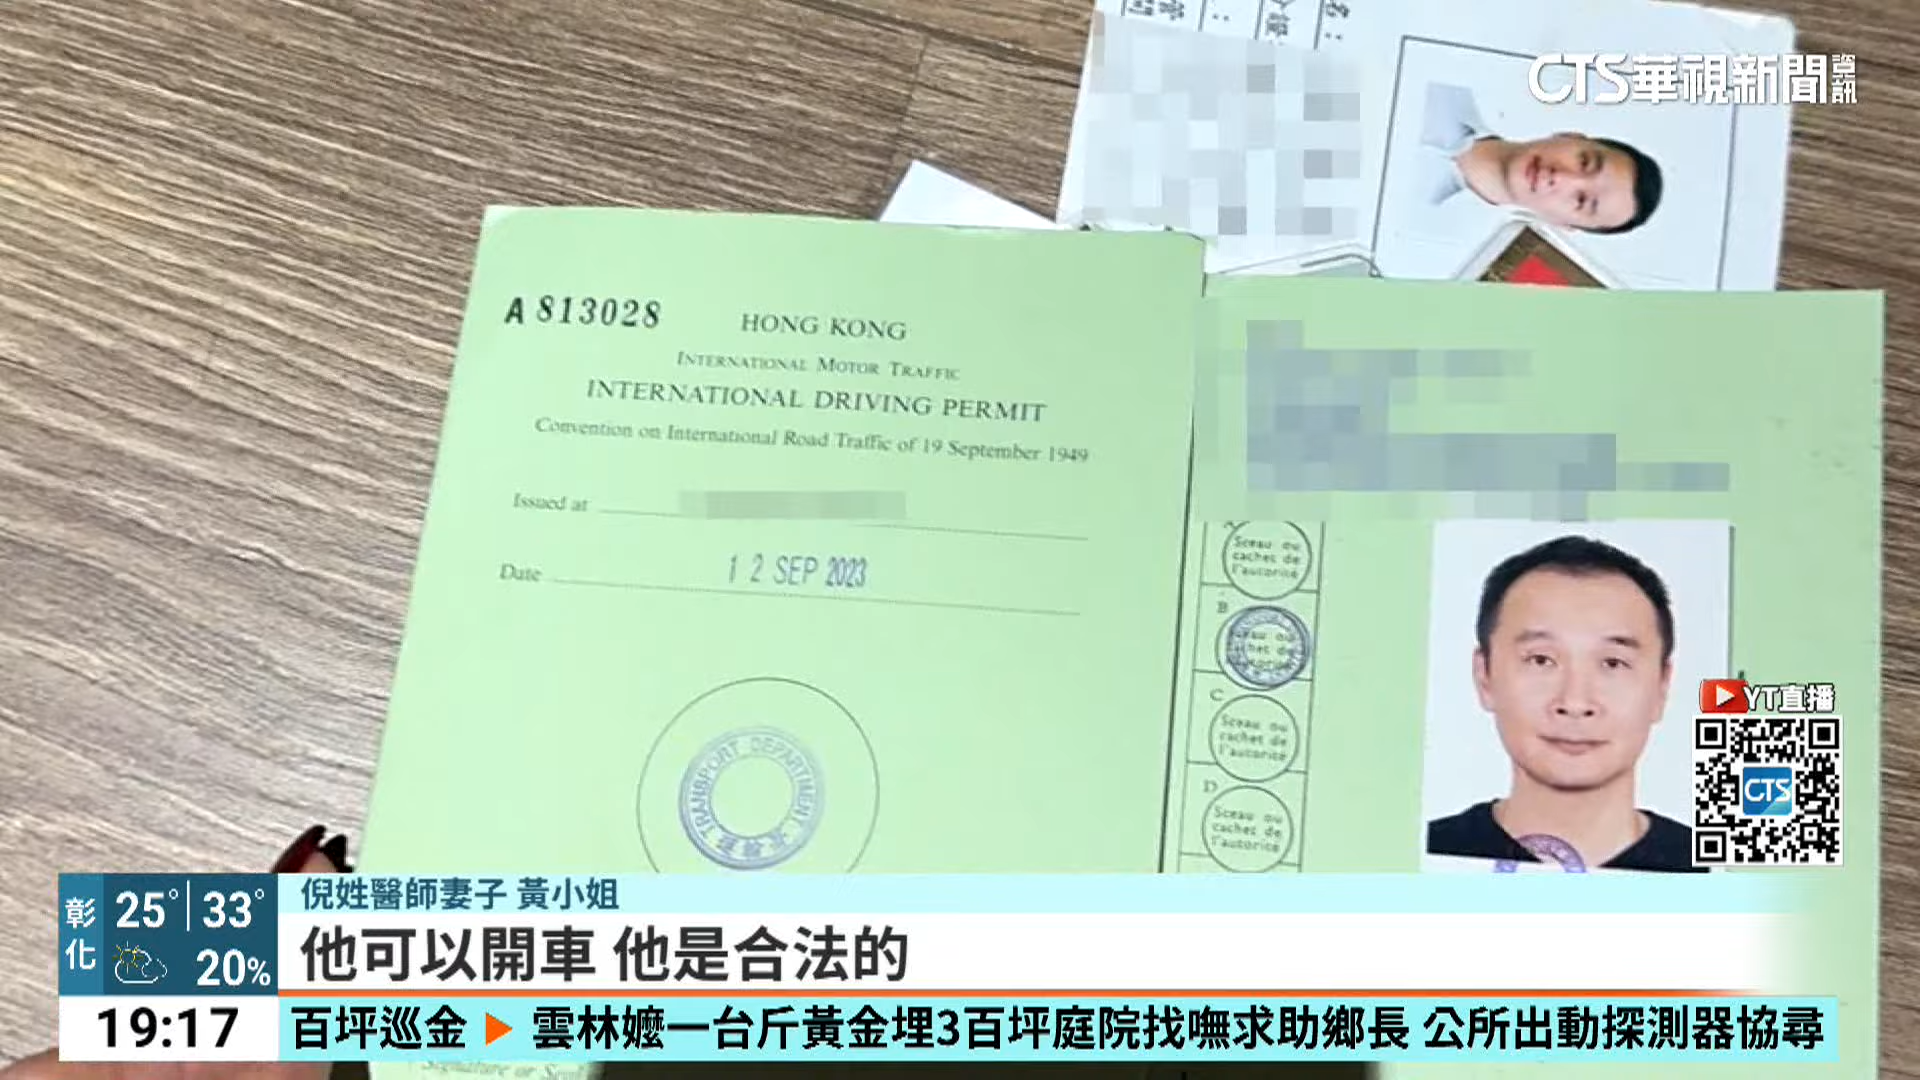 名：
CTS華視新聞資訊
A 813028
HONG KONG
INTERNATIONAL MOTOR TRAFFIC
INTERNATIONAL DRIVING PERMIT
Convention on International Road Traffic of 19 September 1949
Issued at
Date
12 SEP 2023
TRANSPORT DEPARTMENT
Sceau ou
caches de
l'autorité
B
C
Sceau ou
cachet de
l'autorité
D
Sceau ou
cachet de
l'autorité
YT直播
CTS
彰化
25° 33°
20%
倪姓醫師妻子 黃小姐
他可以開車 他是合法的
19:17
百坪巡金 ▶ 雲林嬤一台斤黃金埋3百坪庭院找嘸求助鄉長 公所出動探測器協尋
Signature or Seal